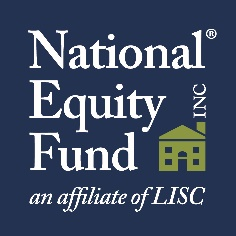 National®
Equity
Fund INC
an affiliate of LISC